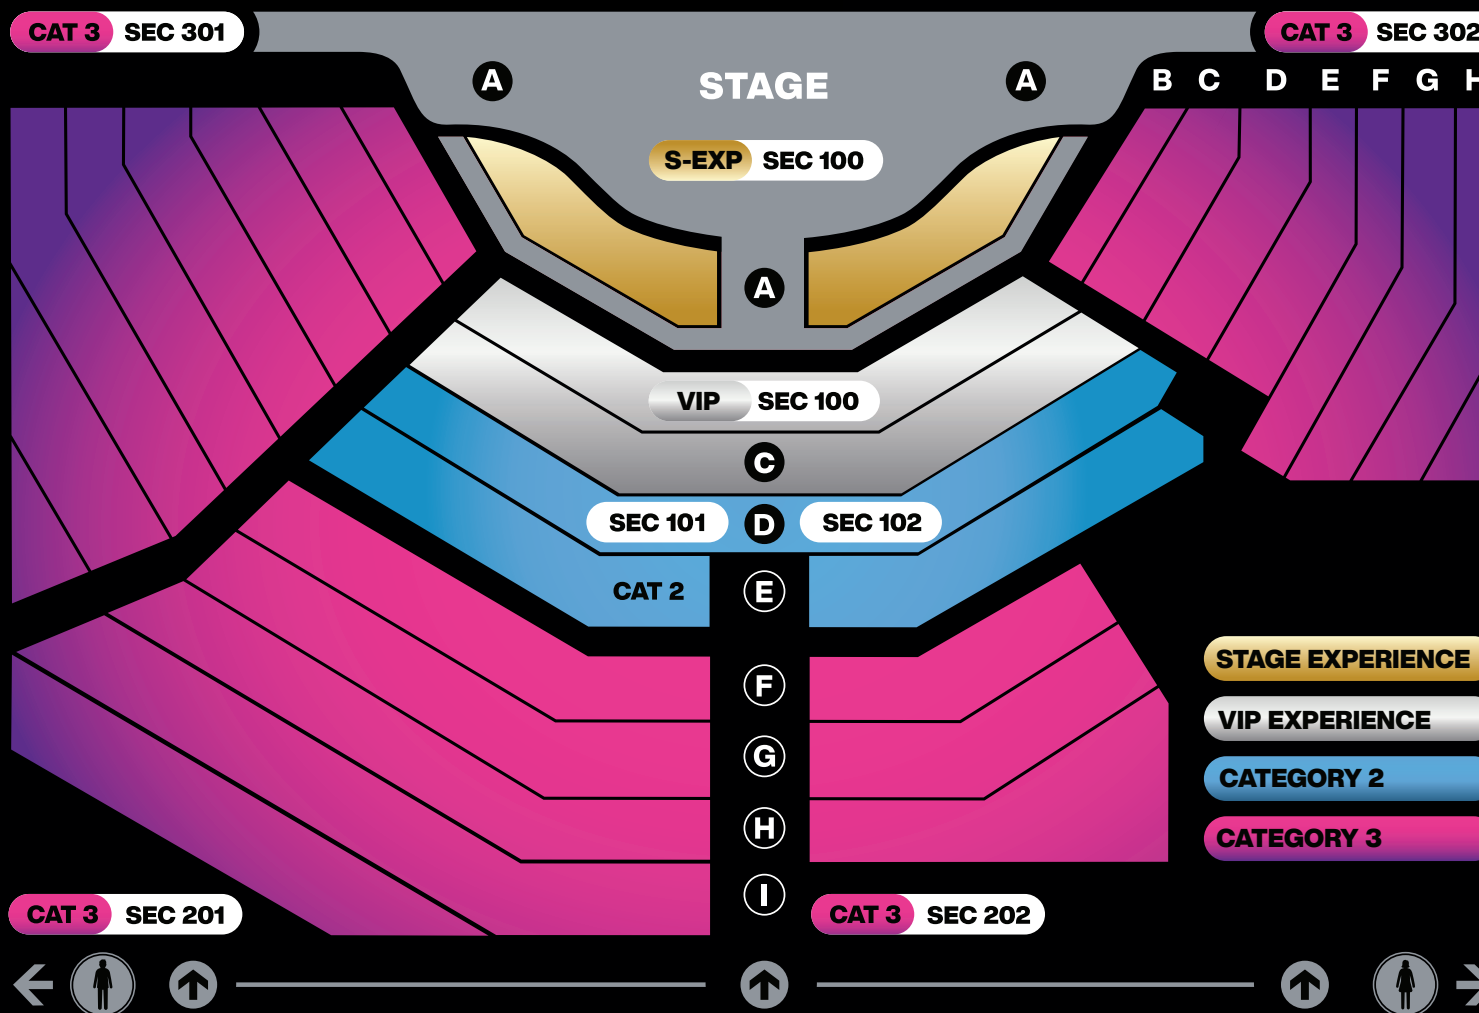 CAT 3 SEC 301
CAT 3 SEC 302
A
STAGE
A
B C D E F G H
S-EXP SEC 100
A
VIP SEC 100
C
SEC 101 D SEC 102
CAT 2 E
F
G
H
I
STAGE EXPERIENCE
VIP EXPERIENCE
CATEGORY 2
CATEGORY 3
CAT 3 SEC 201
CAT 3 SEC 202